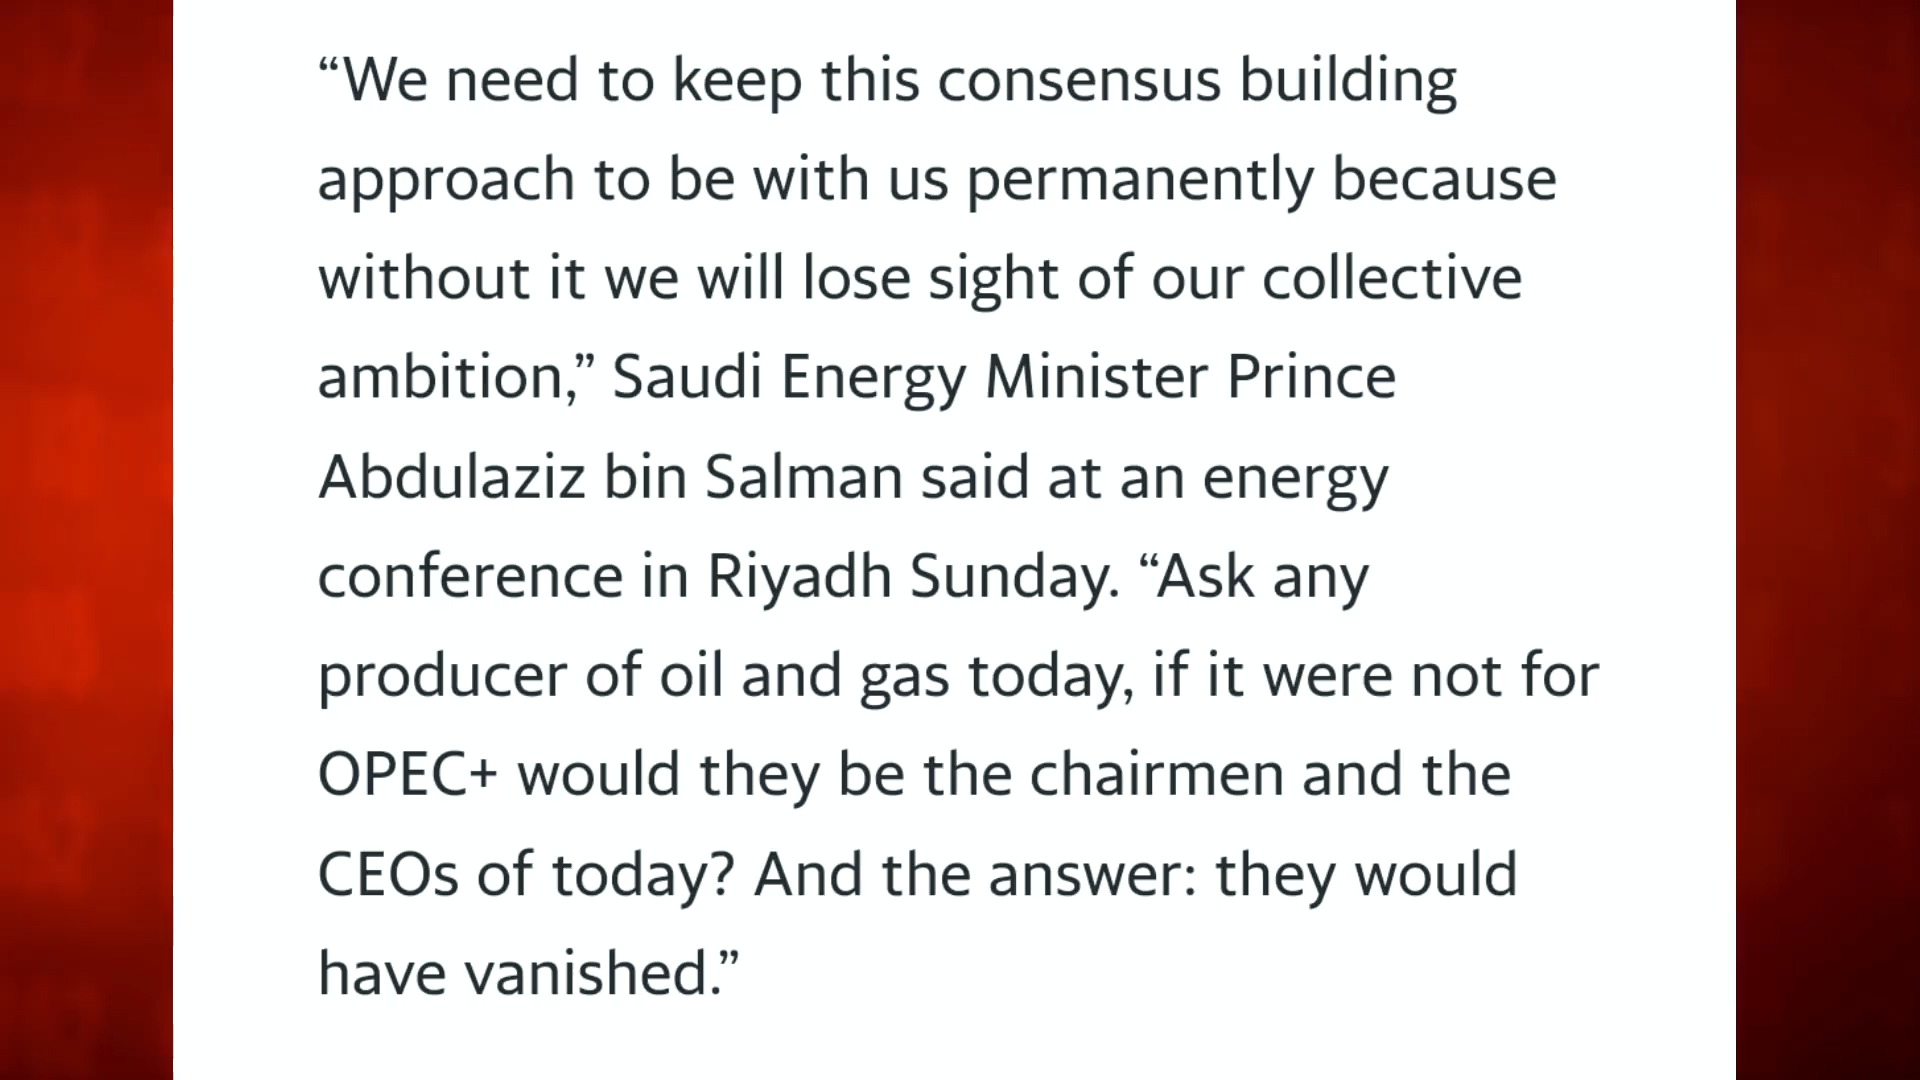 “We need to keep this consensus building
approach to be with us permanently because
without it we will lose sight of our collective
ambition,” Saudi Energy Minister Prince
Abdulaziz bin Salman said at an energy
conference in Riyadh Sunday. “Ask any
producer of oil and gas today, if it were not for
OPEC+ would they be the chairmen and the
CEOs of today? And the answer: they would
have vanished.”